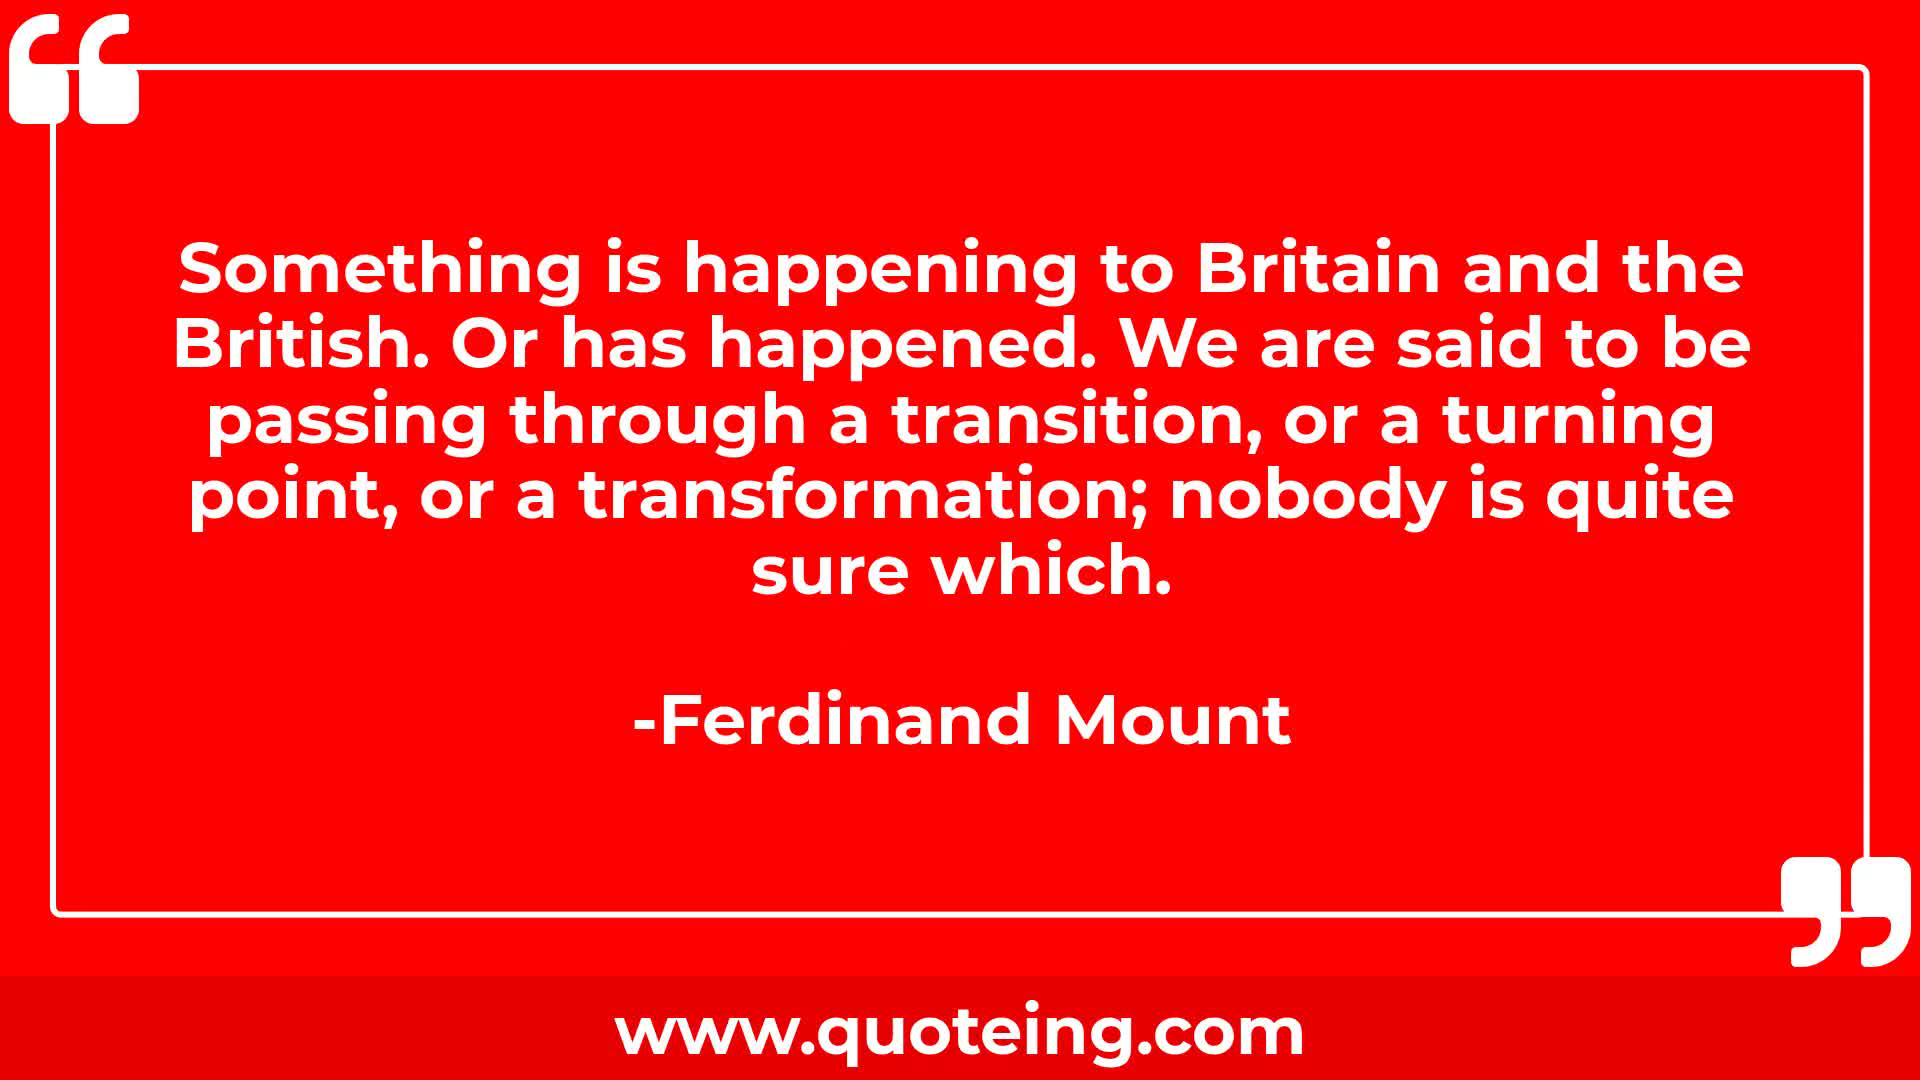 Something is happening to Britain and the
British. Or has happened. We are said to be
passing through a transition, or a turning
point, or a transformation; nobody is quite
sure which.
-Ferdinand Mount
www.quoteing.com